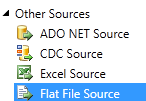 Other Sources
ADO NET Source
CDC Source
Excel Source
Flat File Source